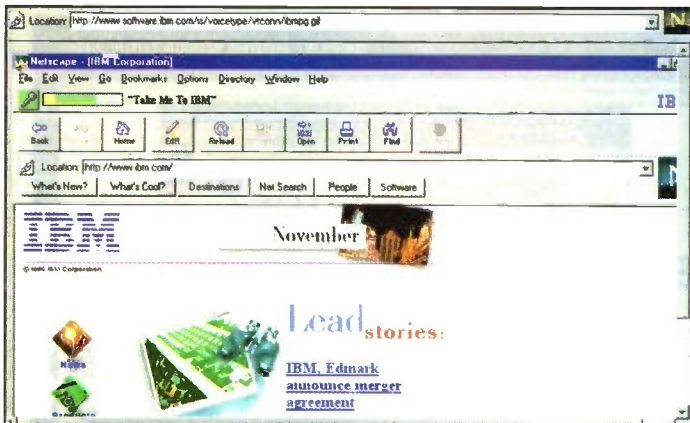 Location: http://www.software.ibm.com/is/voicetype/vtconn/ibmpg.gif
N
Netscape - [IBM Corporation]
File Edit View Go Bookmarks Options Directory Window Help
"Take Me To IBM"
IB
Back Home Edit Reload Open Print Find
Location: http://www.ibm.com/
What's New? What's Cool? Destinations Net Search People Software
IBM
November
Corporation
Lead stories:
News
IBM, Edmark
announce merger
agreement